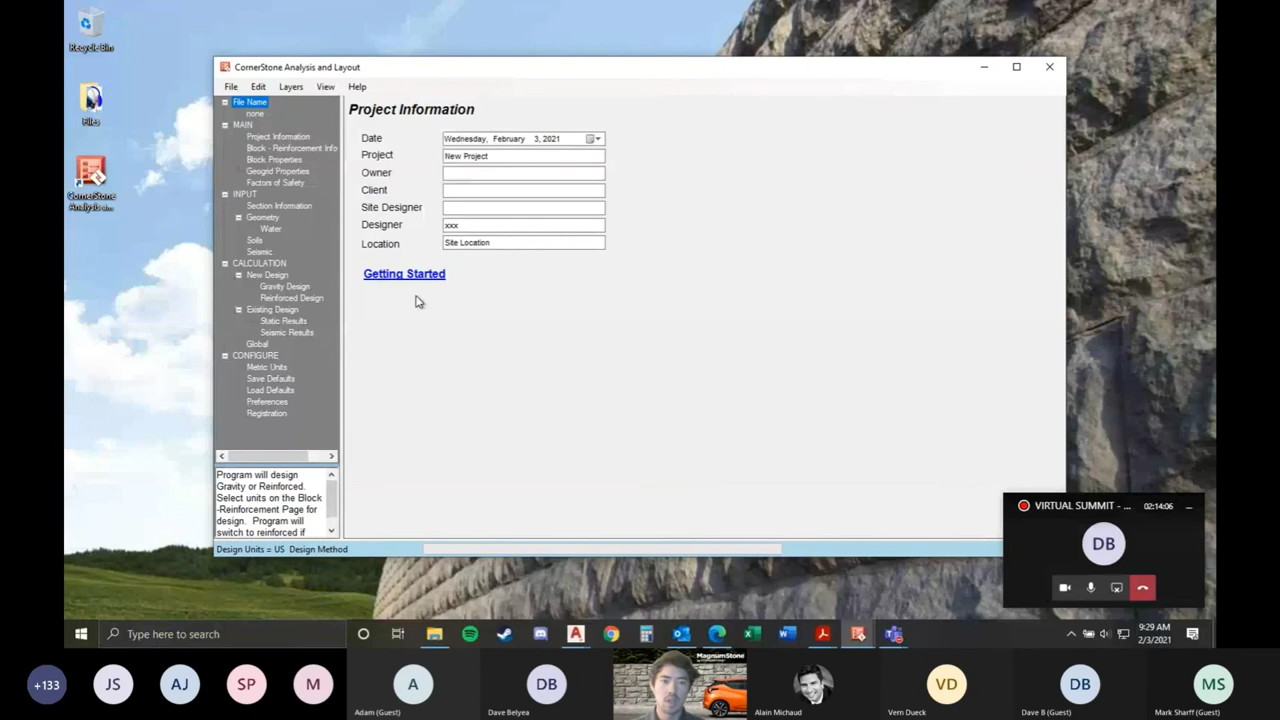 Recycle Bin
Files
CornerStone
Analysis a...
CornerStone Analysis and Layout
File Edit Layers View Help
File Name
none
MAIN
Project Information
Block - Reinforcement Info
Block Properties
Geogrid Properties
Factors of Safety
INPUT
Section Information
Geometry
Water
Soils
Seismic
CALCULATION
New Design
Gravity Design
Reinforced Design
Existing Design
Static Results
Seismic Results
Global
CONFIGURE
Metric Units
Save Defaults
Load Defaults
Preferences
Registration
Program will design
Gravity or Reinforced.
Select units on the Block
-Reinforcement Page for
design. Program will
switch to reinforced if
Design Units = US Design Method
Project Information
Date Wednesday, February 3, 2021
Project New Project
Owner
Client
Site Designer
Designer xxx
Location Site Location
Getting Started
VIRTUAL SUMMIT - ... 02:14:06
DB
Type here to search
9:29 AM
2/3/2021
+133
JS
AJ
SP
M
A
Adam (Guest)
DB
Dave Belyea
MagnumStone
Alain Michaud
VD
Vern Dueck
DB
Dave B (Guest)
MS
Mark Sharff (Guest)